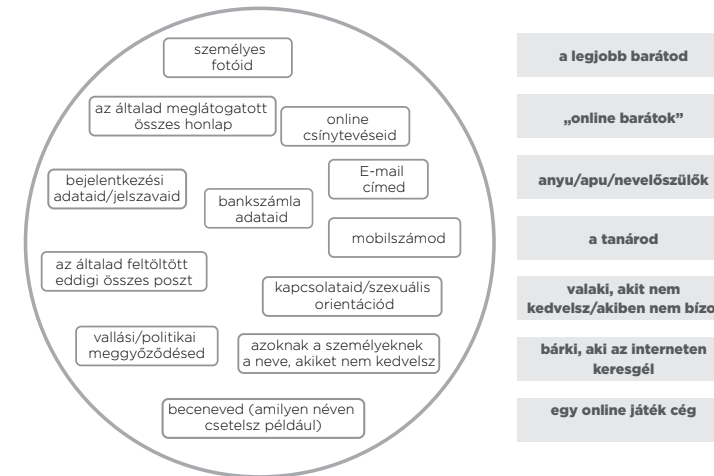 személyes
fotóid
az általad meglátogatott
összes honlap
online
csínytevéseid
E-mail
címed
bejelentkezési
adataid/jelszavaid
bankszámla
adataid
mobilszámod
az általad feltöltött
eddigi összes poszt
kapcsolataid/szexuális
orientációd
vallási/politikai
meggyőződésed
azoknak a személyeknek
a neve, akiket nem kedvelsz
beceneved (amilyen néven
csetelsz például)
a legjobb barátod
„online barátok”
anyu/apu/nevelőszülők
a tanárod
valaki, akit nem
kedvelsz/akiben nem bízo
bárki, aki az interneten
keresgél
egy online játék cég